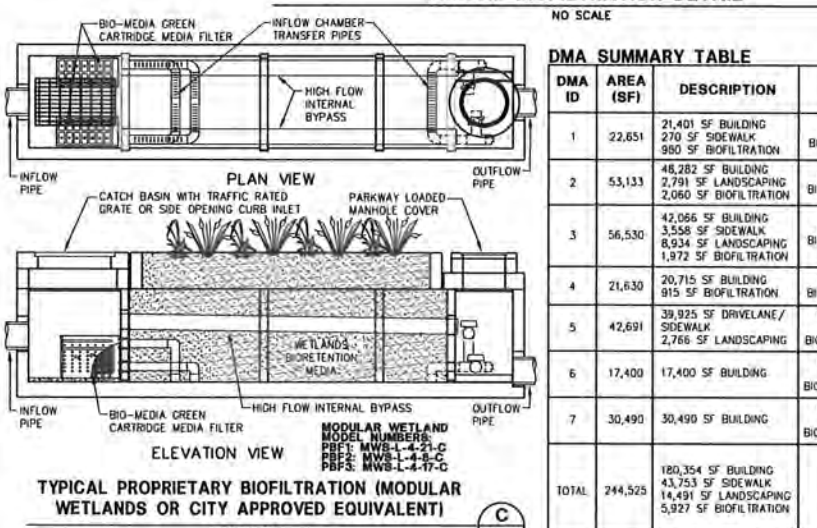 NO SCALE
BIO-MEDIA GREEN
CARTRIDGE MEDIA FILTER
INFLOW CHAMBER
TRANSFER PIPES
HIGH FLOW
INTERNAL
BYPASS
INFLOW
PIPE
OUTFLOW
PIPE
PLAN VIEW
CATCH BASIN WITH TRAFFIC RATED
GRATE OR SIDE OPENING CURB INLET
PARKWAY LOADED
MANHOLE COVER
WETLANDS
BIORETENTION
MEDIA
INFLOW
PIPE
BIO-MEDIA GREEN
CARTRIDGE MEDIA FILTER
HIGH FLOW INTERNAL BYPASS
OUTFLOW
PIPE
ELEVATION VIEW
MODULAR WETLAND
MODEL NUMBERS:
PBF1: MWS-L-4-21-C
PBF2: MWS-L-4-8-C
PBF3: MWS-L-4-17-C
TYPICAL PROPRIETARY BIOFILTRATION (MODULAR
WETLANDS OR CITY APPROVED EQUIVALENT)
C
DMA SUMMARY TABLE
DMA ID AREA (SF) DESCRIPTION
1 22,651 21,401 SF BUILDING
270 SF SIDEWALK
980 SF BIOFILTRATION
2 53,133 48,282 SF BUILDING
2,791 SF LANDSCAPING
2,060 SF BIOFILTRATION
3 56,530 42,066 SF BUILDING
3,558 SF SIDEWALK
8,934 SF LANDSCAPING
1,972 SF BIOFILTRATION
4 21,630 20,715 SF BUILDING
915 SF BIOFILTRATION
5 42,691 39,925 SF DRIVELANE/
SIDEWALK
2,766 SF LANDSCAPING
6 17,400 17,400 SF BUILDING
7 30,490 30,490 SF BUILDING
TOTAL 244,525 180,354 SF BUILDING
43,753 SF SIDEWALK
14,491 SF LANDSCAPING
5,927 SF BIOFILTRATION